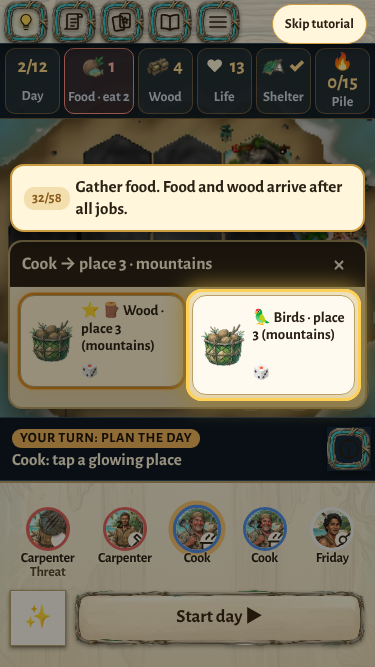 Skip tutorial
2/12
Day
1
Food · eat 2
4
Wood
13
Life
Shelter
0/15
Pile
32/58
Gather food. Food and wood arrive after
all jobs.
Cook → place 3 · mountains
×
Wood ·
place 3
(mountains)
Birds · place
3 (mountains)
YOUR TURN: PLAN THE DAY
Cook: tap a glowing place
Carpenter
Threat
Carpenter
Cook
Cook
Friday
Start day ▶